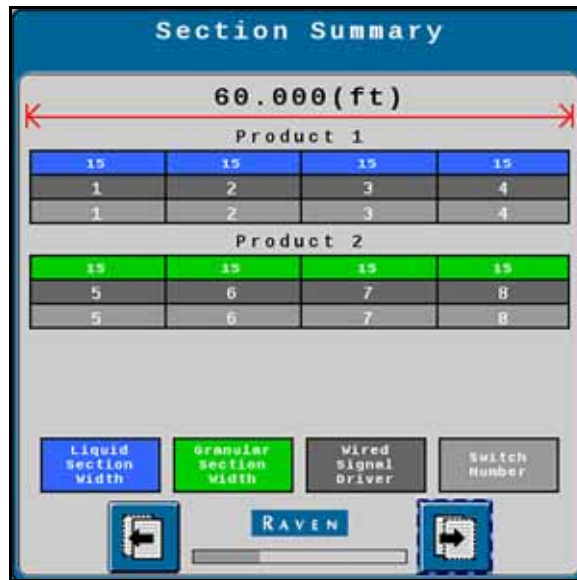 Section Summary
60.000(ft)
Product 1
15 15 15 15
1 2 3 4
1 2 3 4
Product 2
15 15 15 15
5 6 7 8
5 6 7 8
Liquid Section Width
Granular Section Width
Wired Signal Driver
Switch Number
RAVEN